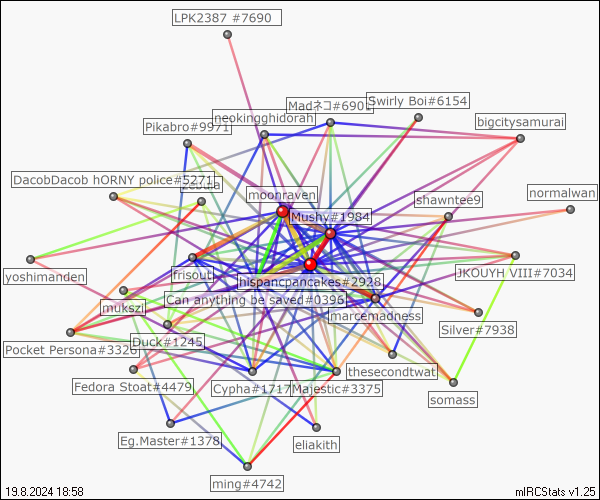 LPK2387 #7690
Swirly Boi#6154
Madネコ#6901
neokingghidorah
bigcitysamurai
Pikabro#9971
DacobDacob hORNY police#5271
moonraven
shawntee9
normalwan
Mushy#1984
yoshimanden
frisout
hispancpancakes#2928
JKOUYH VIII#7034
Can anything be saved#0396
mukszi
marcemadness
Silver#7938
Duck#1245
Pocket Persona#3326
thesecondtwat
Fedora Stoat#4479
Cypha#1717
Majestic#3375
somass
Eg.Master#1378
eliakith
ming#4742
19.8.2024 18:58
mIRCStats v1.25